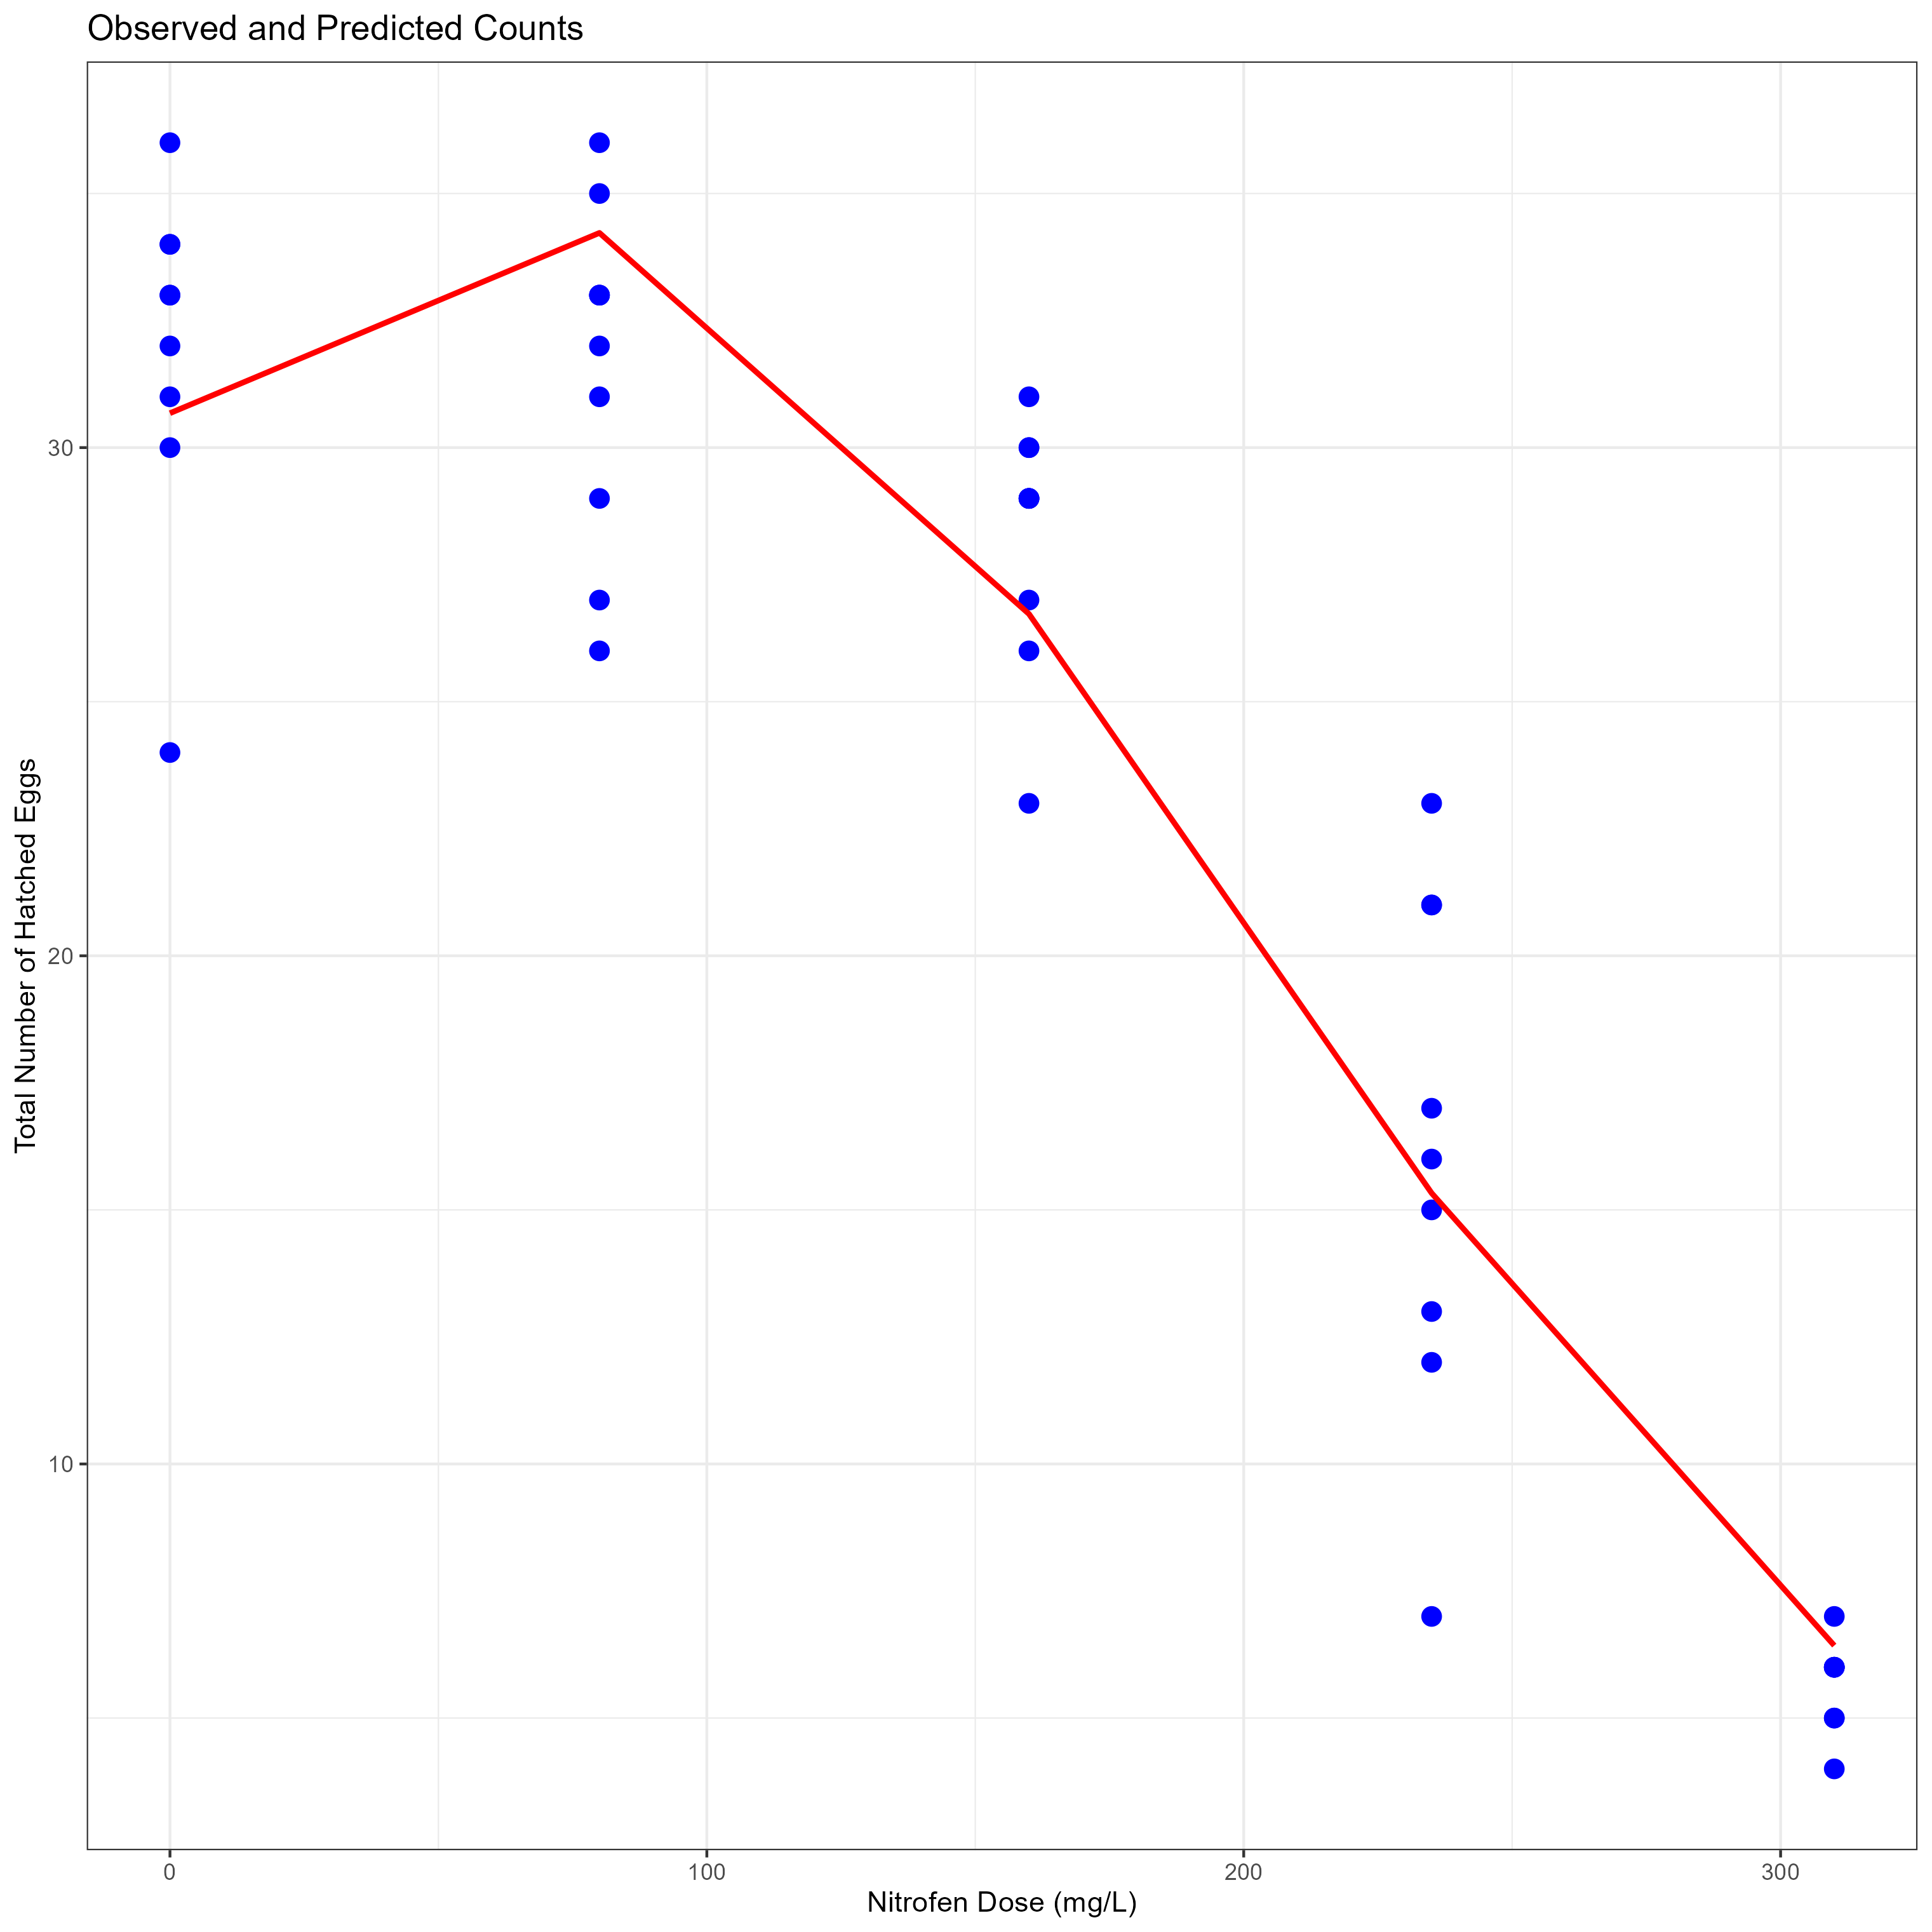 Observed and Predicted Counts
Total Number of Hatched Eggs
30
20
10
0
100
200
300
Nitrofen Dose (mg/L)